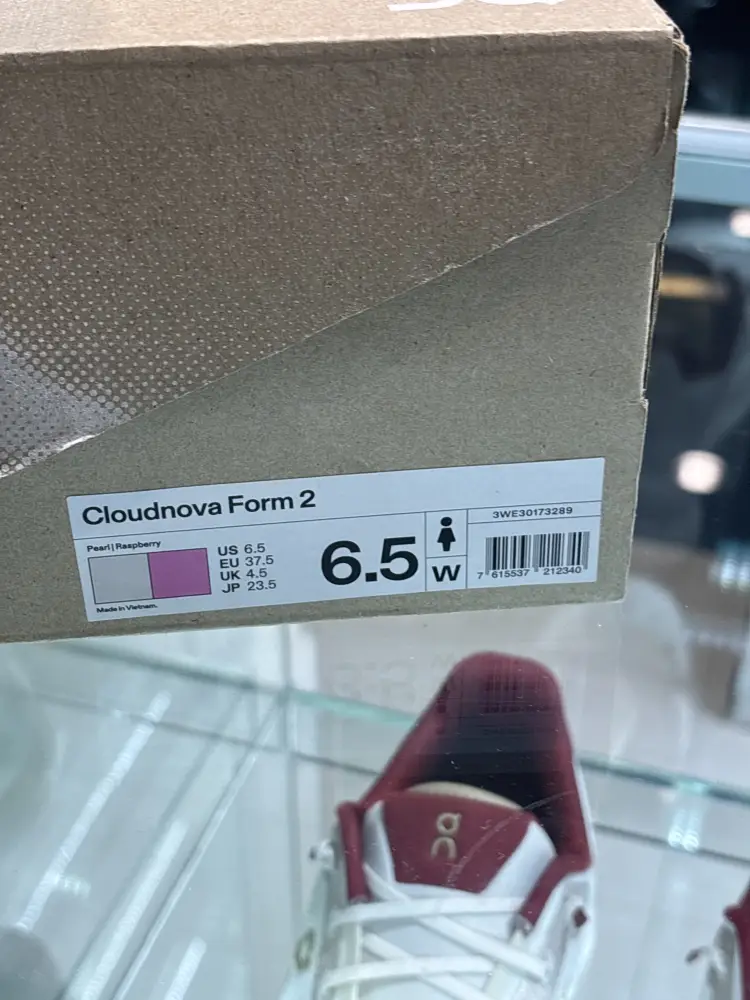 Cloudnova Form 2
Pearl | Raspberry
Made in Vietnam.
US 6.5
EU 37.5
UK 4.5
JP 23.5
6.5
W
3WE30173289
7 615537 212340